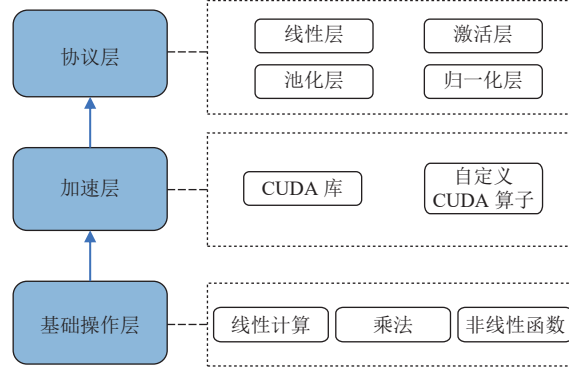 协议层
线性层
激活层
池化层
归一化层
加速层
CUDA 库
自定义
CUDA 算子
基础操作层
线性计算
乘法
非线性函数